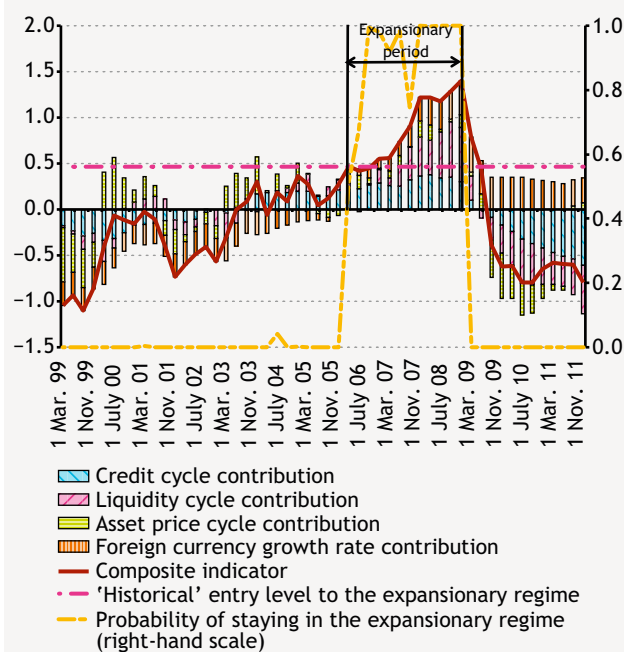 2.0
1.5
1.0
0.5
0.0
−0.5
−1.0
−1.5
Expansionary
period
1.0
0.8
0.6
0.4
0.2
0.0
1 Mar. 99
1 Nov. 99
1 July 00
1 Mar. 01
1 Nov. 01
1 July 02
1 Mar. 03
1 Nov. 03
1 July 04
1 Mar. 05
1 Nov. 05
1 July 06
1 Mar. 07
1 Nov. 07
1 July 08
1 Mar. 09
1 Nov. 09
1 July 10
1 Mar. 11
1 Nov. 11
Credit cycle contribution
Liquidity cycle contribution
Asset price cycle contribution
Foreign currency growth rate contribution
Composite indicator
‘Historical’ entry level to the expansionary regime
Probability of staying in the expansionary regime
(right-hand scale)